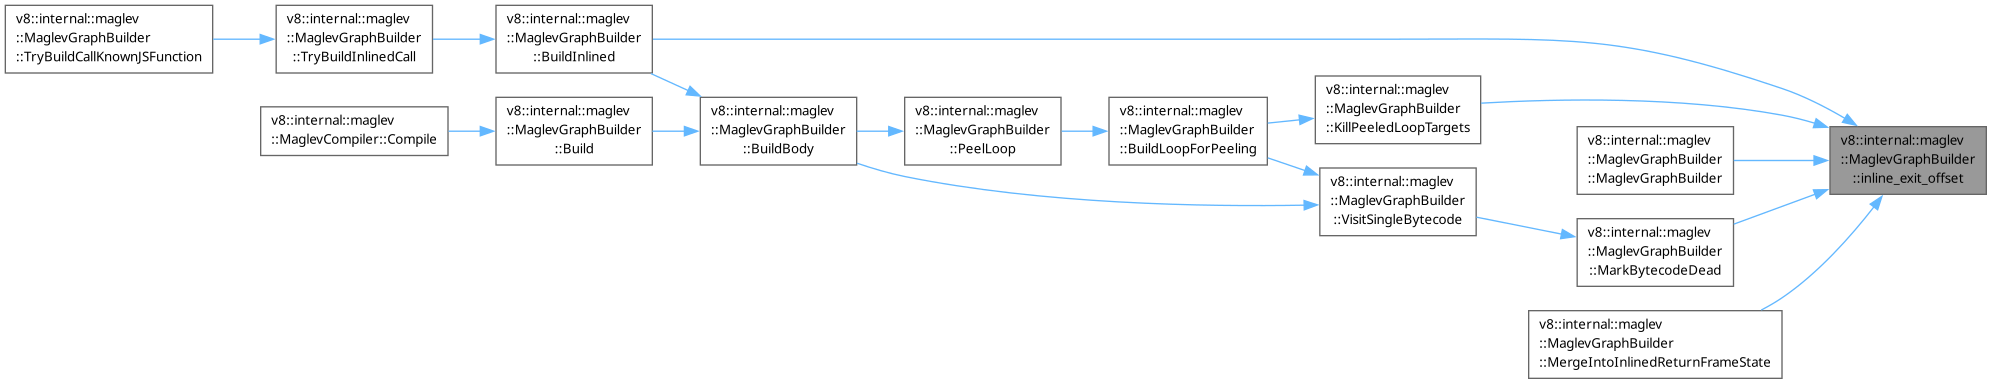 v8::internal::maglev
::MaglevGraphBuilder
::TryBuildCallKnownJSFunction
v8::internal::maglev
::MaglevGraphBuilder
::TryBuildInlinedCall
v8::internal::maglev
::MaglevGraphBuilder
::BuildInlined
v8::internal::maglev
::MaglevCompiler::Compile
v8::internal::maglev
::MaglevGraphBuilder
::Build
v8::internal::maglev
::MaglevGraphBuilder
::BuildBody
v8::internal::maglev
::MaglevGraphBuilder
::PeelLoop
v8::internal::maglev
::MaglevGraphBuilder
::BuildLoopForPeeling
v8::internal::maglev
::MaglevGraphBuilder
::KillPeeledLoopTargets
v8::internal::maglev
::MaglevGraphBuilder
::VisitSingleBytecode
v8::internal::maglev
::MaglevGraphBuilder
::MaglevGraphBuilder
v8::internal::maglev
::MaglevGraphBuilder
::MarkBytecodeDead
v8::internal::maglev
::MaglevGraphBuilder
::MergeIntoInlinedReturnFrameState
v8::internal::maglev
::MaglevGraphBuilder
::inline_exit_offset